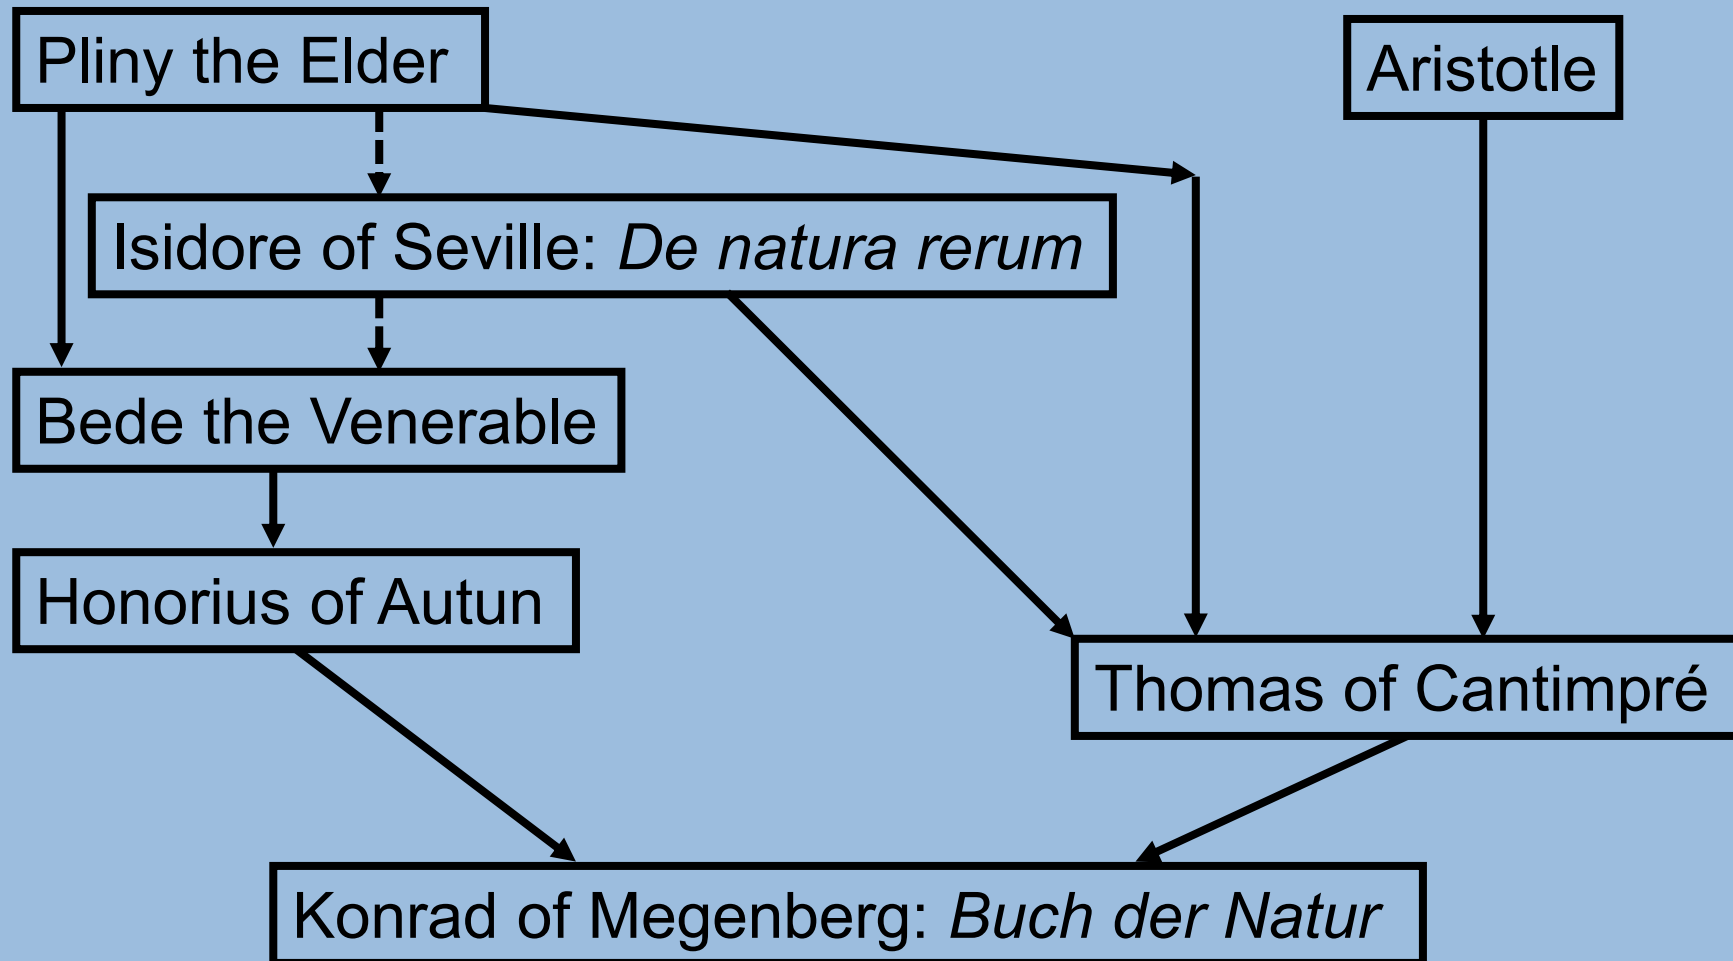 Pliny the Elder
Aristotle
Isidore of Seville: De natura rerum
Bede the Venerable
Honorius of Autun
Thomas of Cantimpré
Konrad of Megenberg: Buch der Natur